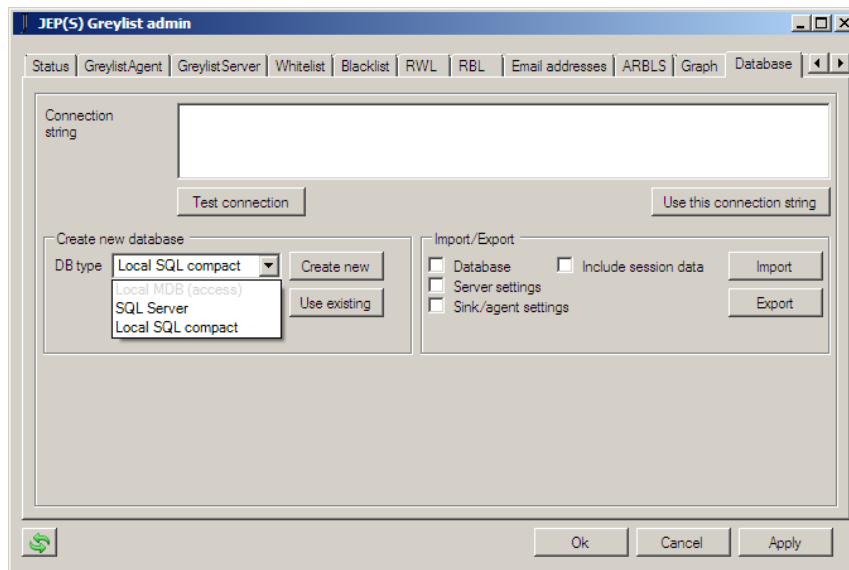 JEP(S) Greylist admin
Status GreylistAgent GreylistServer Whitelist Blacklist RWL RBL Email addresses ARBLS Graph Database
Connection
string
Test connection Use this connection string
Create new database
DB type Local SQL compact Create new
Local MDB (access)
SQL Server Use existing
Local SQL compact
Import/Export
Database Include session data Import
Server settings
Sink/agent settings Export
Ok Cancel Apply